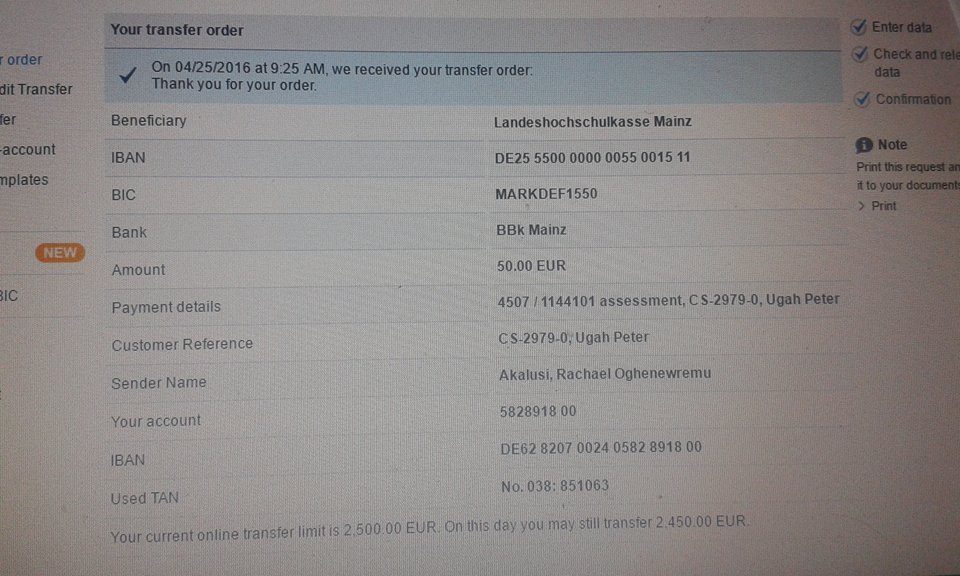 Your transfer order
On 04/25/2016 at 9:25 AM, we received your transfer order.
Thank you for your order.
Beneficiary Landeshochschulkasse Mainz
IBAN DE25 5500 0000 0055 0015 11
BIC MARKDEF1550
Bank BBk Mainz
Amount 50.00 EUR
Payment details 4507 / 1144101 assessment, CS-2979-0, Ugah Peter
Customer Reference CS-2979-0, Ugah Peter
Sender Name Akalusi, Rachael Oghenewremu
Your account 5828918 00
IBAN DE62 8207 0024 0582 8918 00
Used TAN No. 038: 851063
Your current online transfer limit is 2,500.00 EUR. On this day you may still transfer 2,450.00 EUR.
r order
dit Transfer
fer
-account
mplates
NEW
BIC
Enter data
Check and rele
data
Confirmation
Note
Print this request an
it to your documents
Print